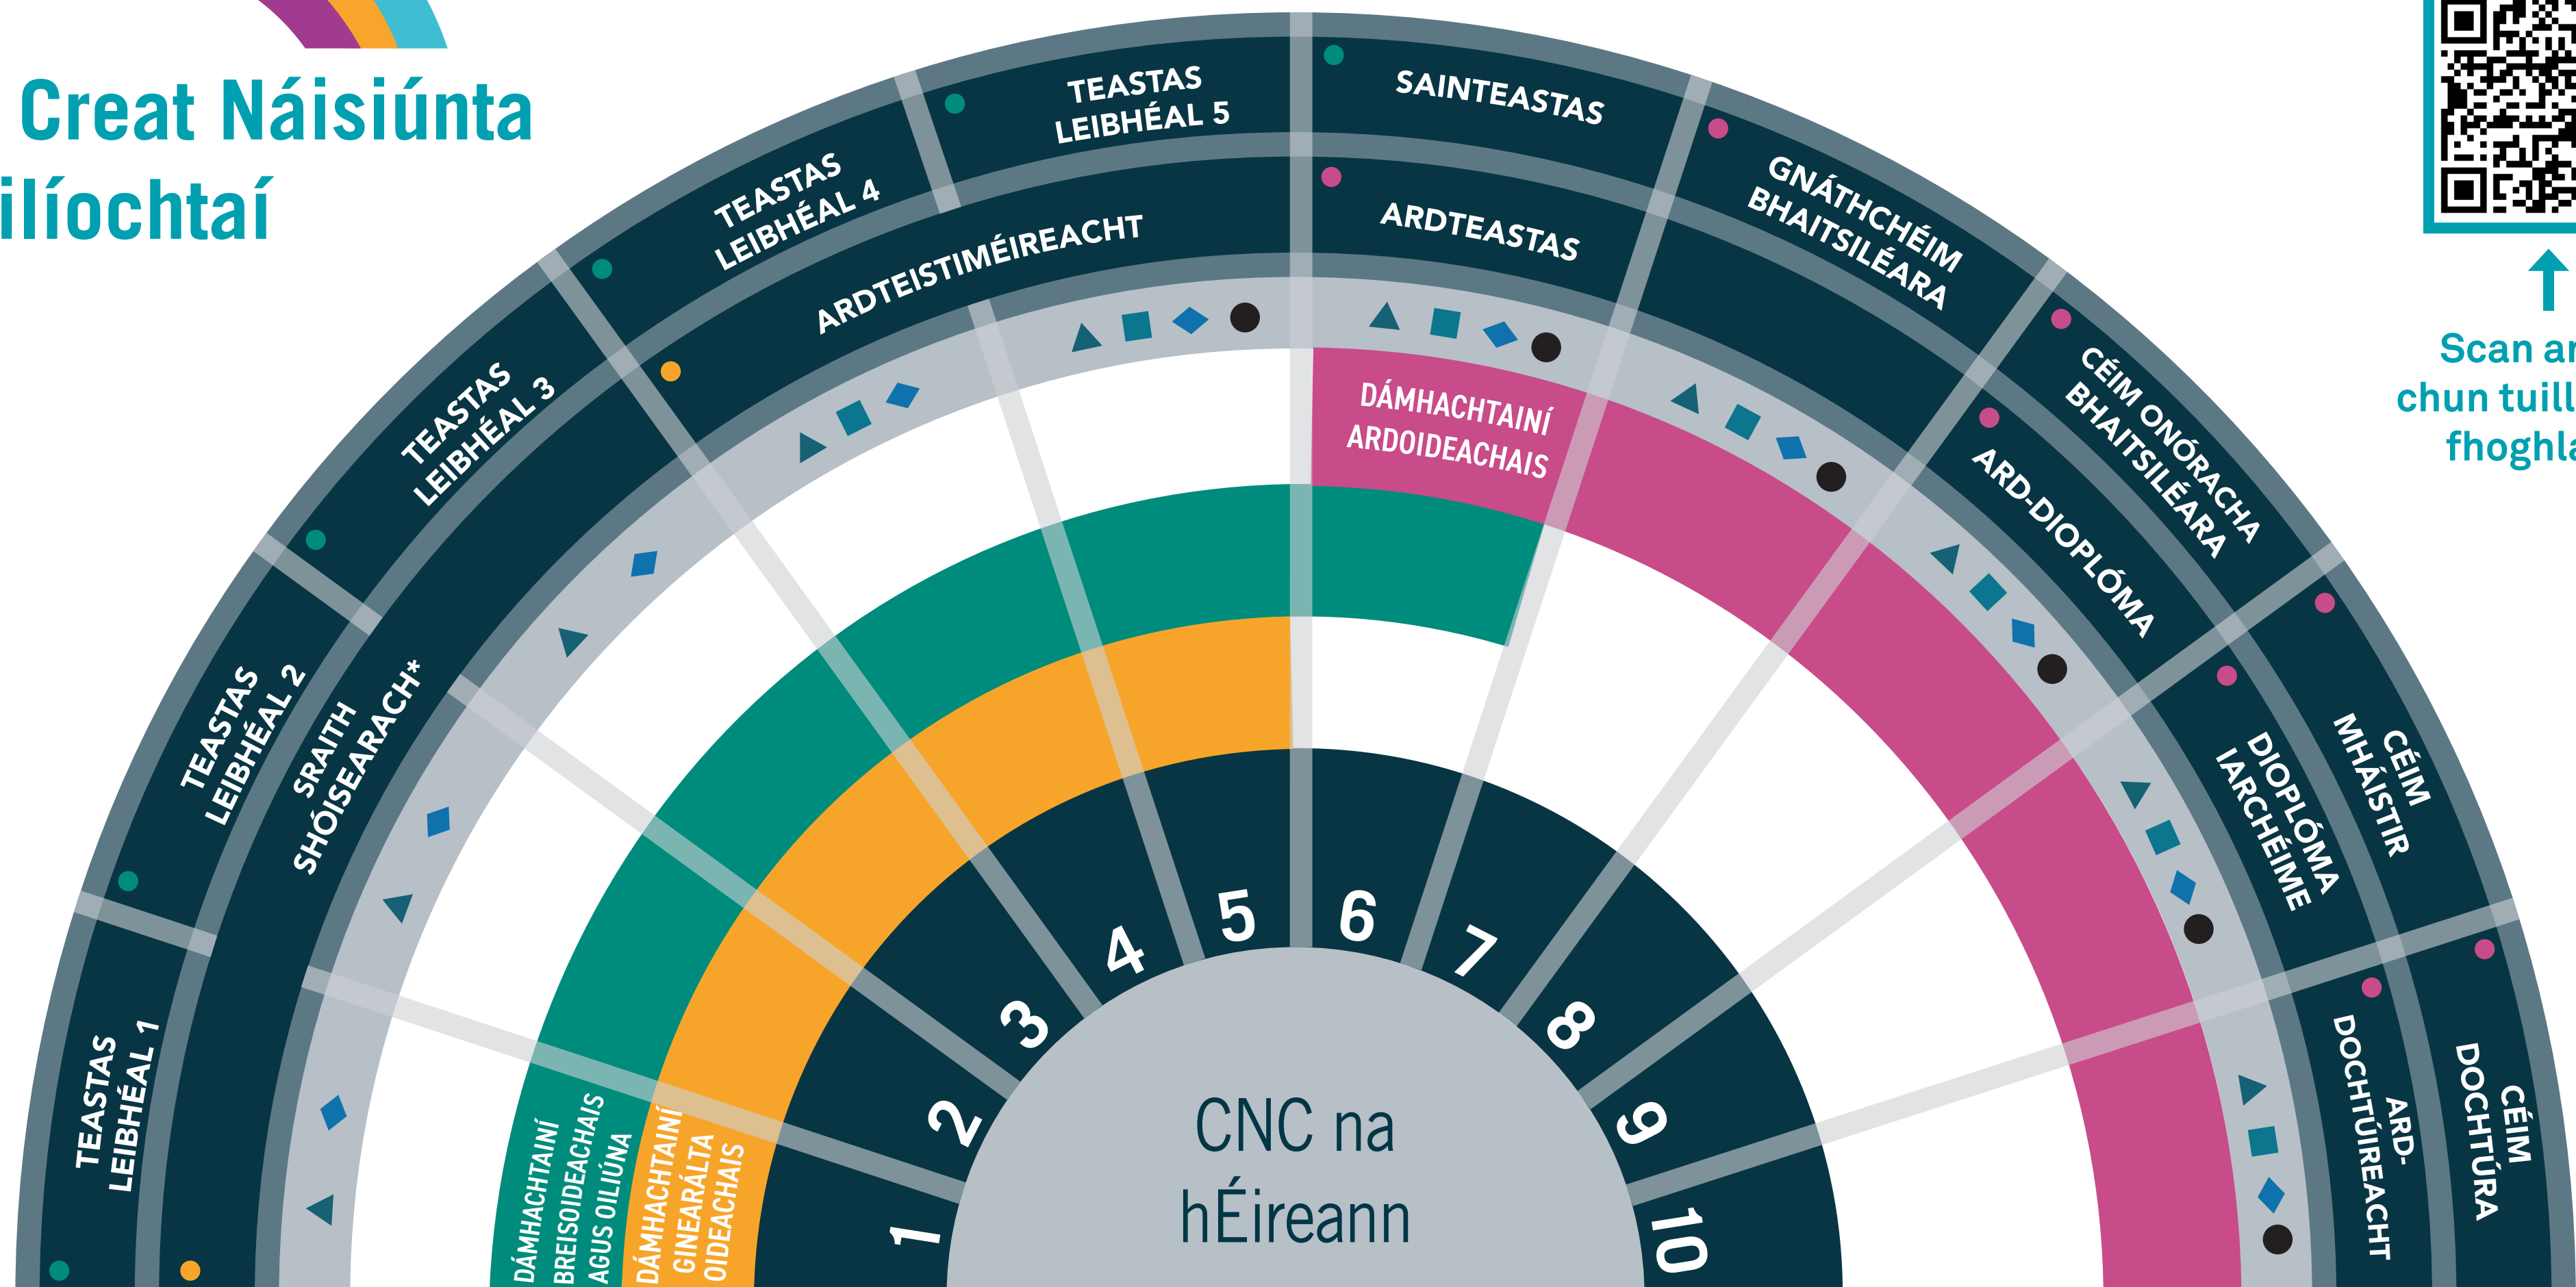 Creat Náisiúnta
ilíochtaí
TEASTAS
LEIBHÉAL 1
TEASTAS
LEIBHÉAL 2
TEASTAS
LEIBHÉAL 3
TEASTAS
LEIBHÉAL 4
TEASTAS
LEIBHÉAL 5
SAINTEASTAS
GNÁTHCHÉIM
BHAITSILÉARA
CÉIM ONÓRACHA
BHAITSILÉARA
CÉIM
MHÁISTIR
CÉIM
DOCHTÚRA
SRAITH
SHÓISEARACH*
ARDTEISTIMÉIREACHT
ARDTEASTAS
ARD-DIOPLÓMA
DIOPLÓMA
IARCHÉIME
ARD-
DOCHTÚIREACHT
DÁMHACHTAINÍ
ARDOIDEACHAIS
DÁMHACHTAINÍ
BREISOIDEACHAIS
AGUS OILIÚNA
DÁMHACHTAINÍ
GINEARÁLTA
OIDEACHAIS
1
2
3
4
5
6
7
8
9
10
CNC na
hÉireann
Scan ar
chun tuill
fhoghla